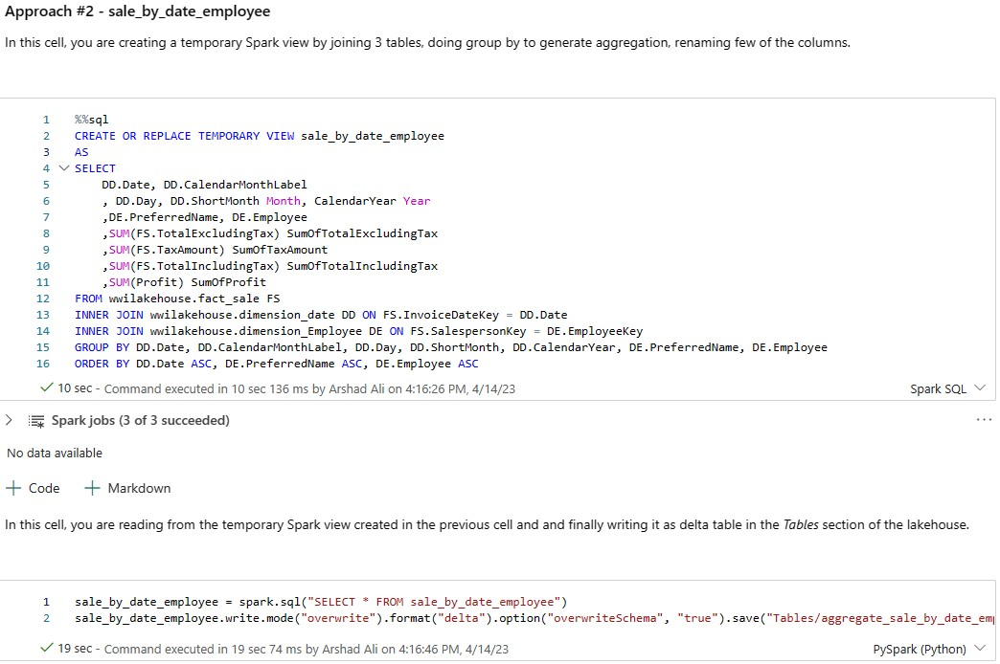 Approach #2 - sale_by_date_employee
In this cell, you are creating a temporary Spark view by joining 3 tables, doing group by to generate aggregation, renaming few of the columns.
1 %%sql
2 CREATE OR REPLACE TEMPORARY VIEW sale_by_date_employee
3 AS
4 SELECT
5 DD.Date, DD.CalendarMonthLabel
6 , DD.Day, DD.ShortMonth Month, CalendarYear Year
7 ,DE.PreferredName, DE.Employee
8 ,SUM(FS.TotalExcludingTax) SumOfTotalExcludingTax
9 ,SUM(FS.TaxAmount) SumOfTaxAmount
10 ,SUM(FS.TotalIncludingTax) SumOfTotalIncludingTax
11 ,SUM(Profit) SumOfProfit
12 FROM wwilakehouse.fact_sale FS
13 INNER JOIN wwilakehouse.dimension_date DD ON FS.InvoiceDateKey = DD.Date
14 INNER JOIN wwilakehouse.dimension_Employee DE ON FS.SalespersonKey = DE.EmployeeKey
15 GROUP BY DD.Date, DD.CalendarMonthLabel, DD.Day, DD.ShortMonth, DD.CalendarYear, DE.PreferredName, DE.Employee
16 ORDER BY DD.Date ASC, DE.PreferredName ASC, DE.Employee ASC
10 sec - Command executed in 10 sec 136 ms by Arshad Ali on 4:16:26 PM, 4/14/23 Spark SQL
Spark jobs (3 of 3 succeeded) ...
No data available
+ Code + Markdown
In this cell, you are reading from the temporary Spark view created in the previous cell and and finally writing it as delta table in the Tables section of the lakehouse.
1 sale_by_date_employee = spark.sql("SELECT * FROM sale_by_date_employee")
2 sale_by_date_employee.write.mode("overwrite").format("delta").option("overwriteSchema", "true").save("Tables/aggregate_sale_by_date_em
19 sec - Command executed in 19 sec 74 ms by Arshad Ali on 4:16:46 PM, 4/14/23 PySpark (Python)